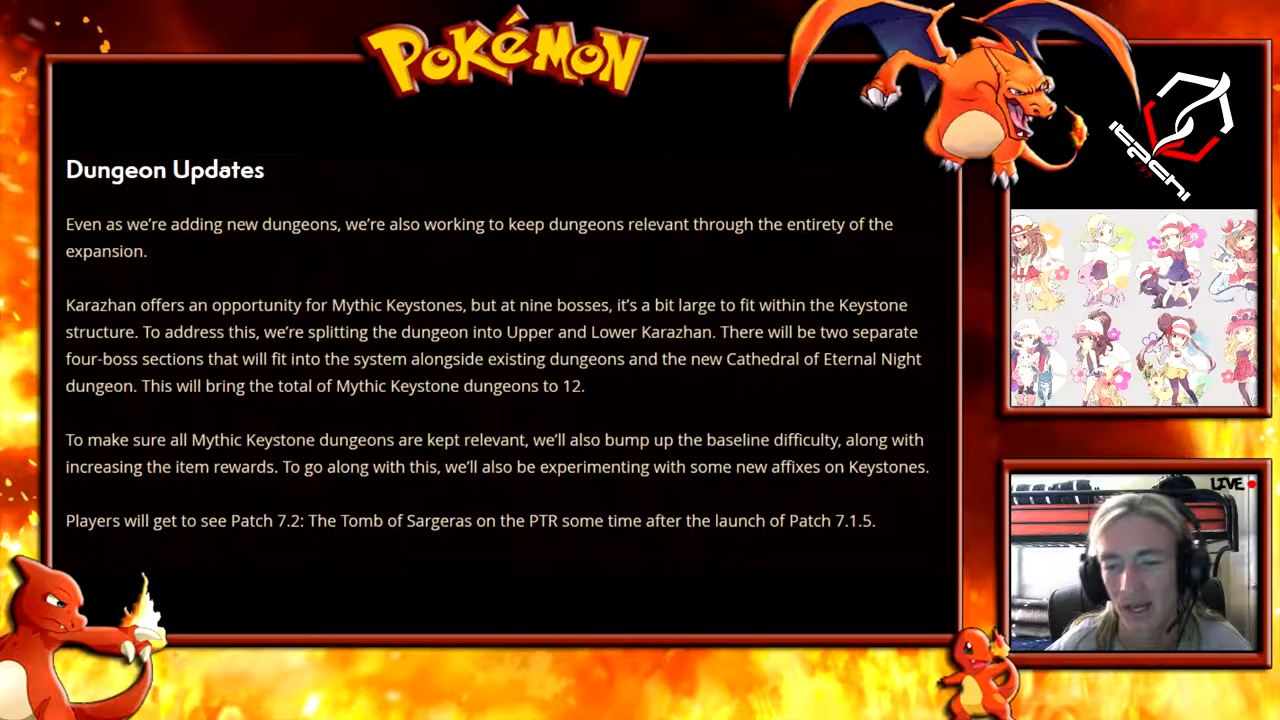 POKéMON
ITACHI
Dungeon Updates
Even as we’re adding new dungeons, we’re also working to keep dungeons relevant through the entirety of the
expansion.
Karazhan offers an opportunity for Mythic Keystones, but at nine bosses, it’s a bit large to fit within the Keystone
structure. To address this, we’re splitting the dungeon into Upper and Lower Karazhan. There will be two separate
four-boss sections that will fit into the system alongside existing dungeons and the new Cathedral of Eternal Night
dungeon. This will bring the total of Mythic Keystone dungeons to 12.
To make sure all Mythic Keystone dungeons are kept relevant, we’ll also bump up the baseline difficulty, along with
increasing the item rewards. To go along with this, we’ll also be experimenting with some new affixes on Keystones.
Players will get to see Patch 7.2: The Tomb of Sargeras on the PTR some time after the launch of Patch 7.1.5.
LIVE